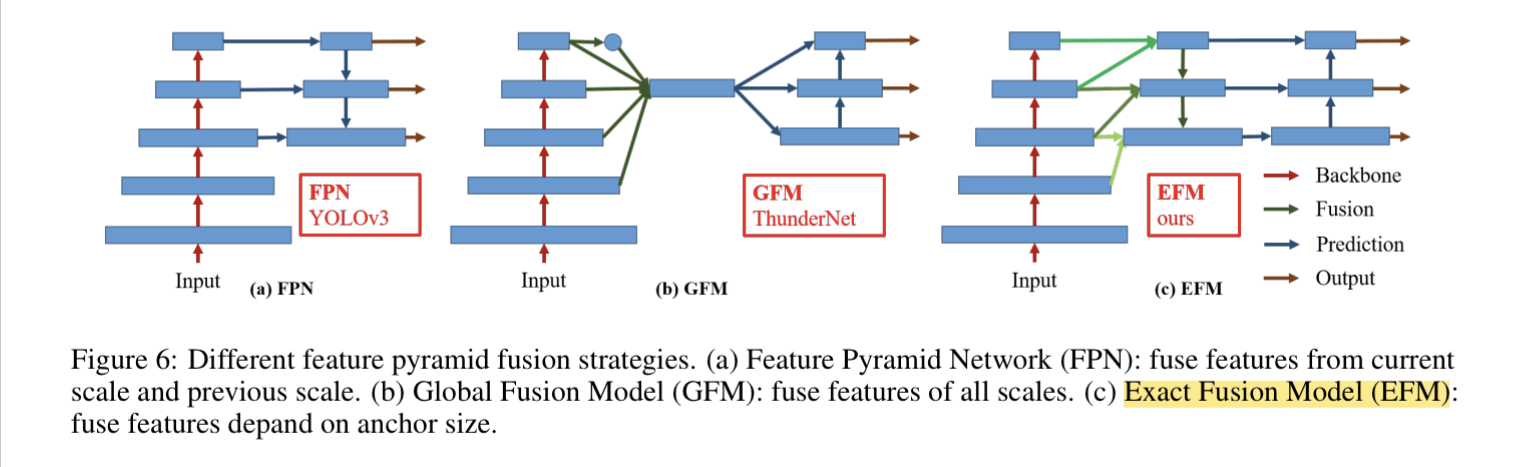 FPN
YOLOv3
Input
(a) FPN
GFM
ThunderNet
Input
(b) GFM
EFM
ours
Input
(c) EFM
Backbone
Fusion
Prediction
Output
Figure 6: Different feature pyramid fusion strategies. (a) Feature Pyramid Network (FPN): fuse features from current
scale and previous scale. (b) Global Fusion Model (GFM): fuse features of all scales. (c) Exact Fusion Model (EFM):
fuse features depand on anchor size.